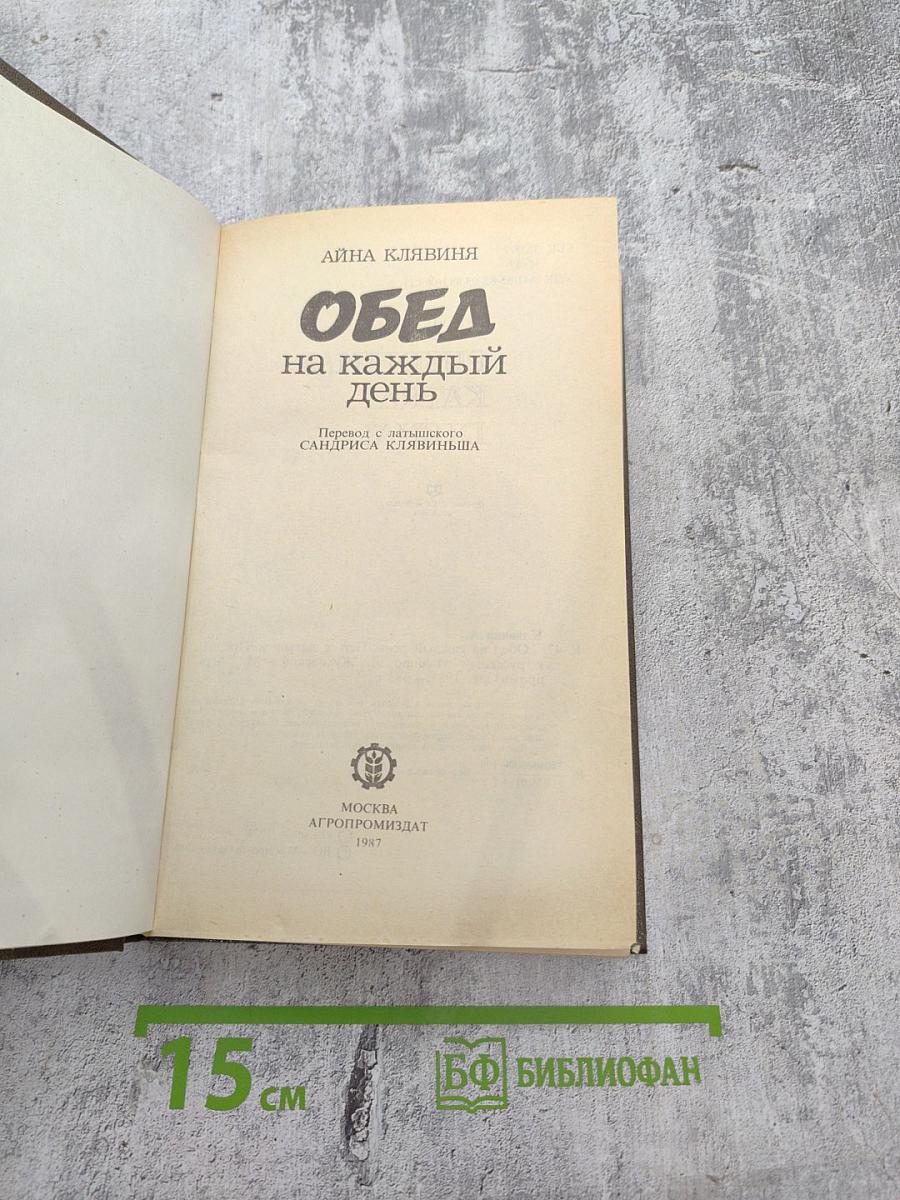 АЙНА КЛЯВИНЯ
ОБЕД
на каждый
день
Перевод с латышского
САНДРИСА КЛЯВИНЬША
МОСКВА
АГРОПРОМИЗДАТ
1987
15 см
БФ БИБЛИОФАН